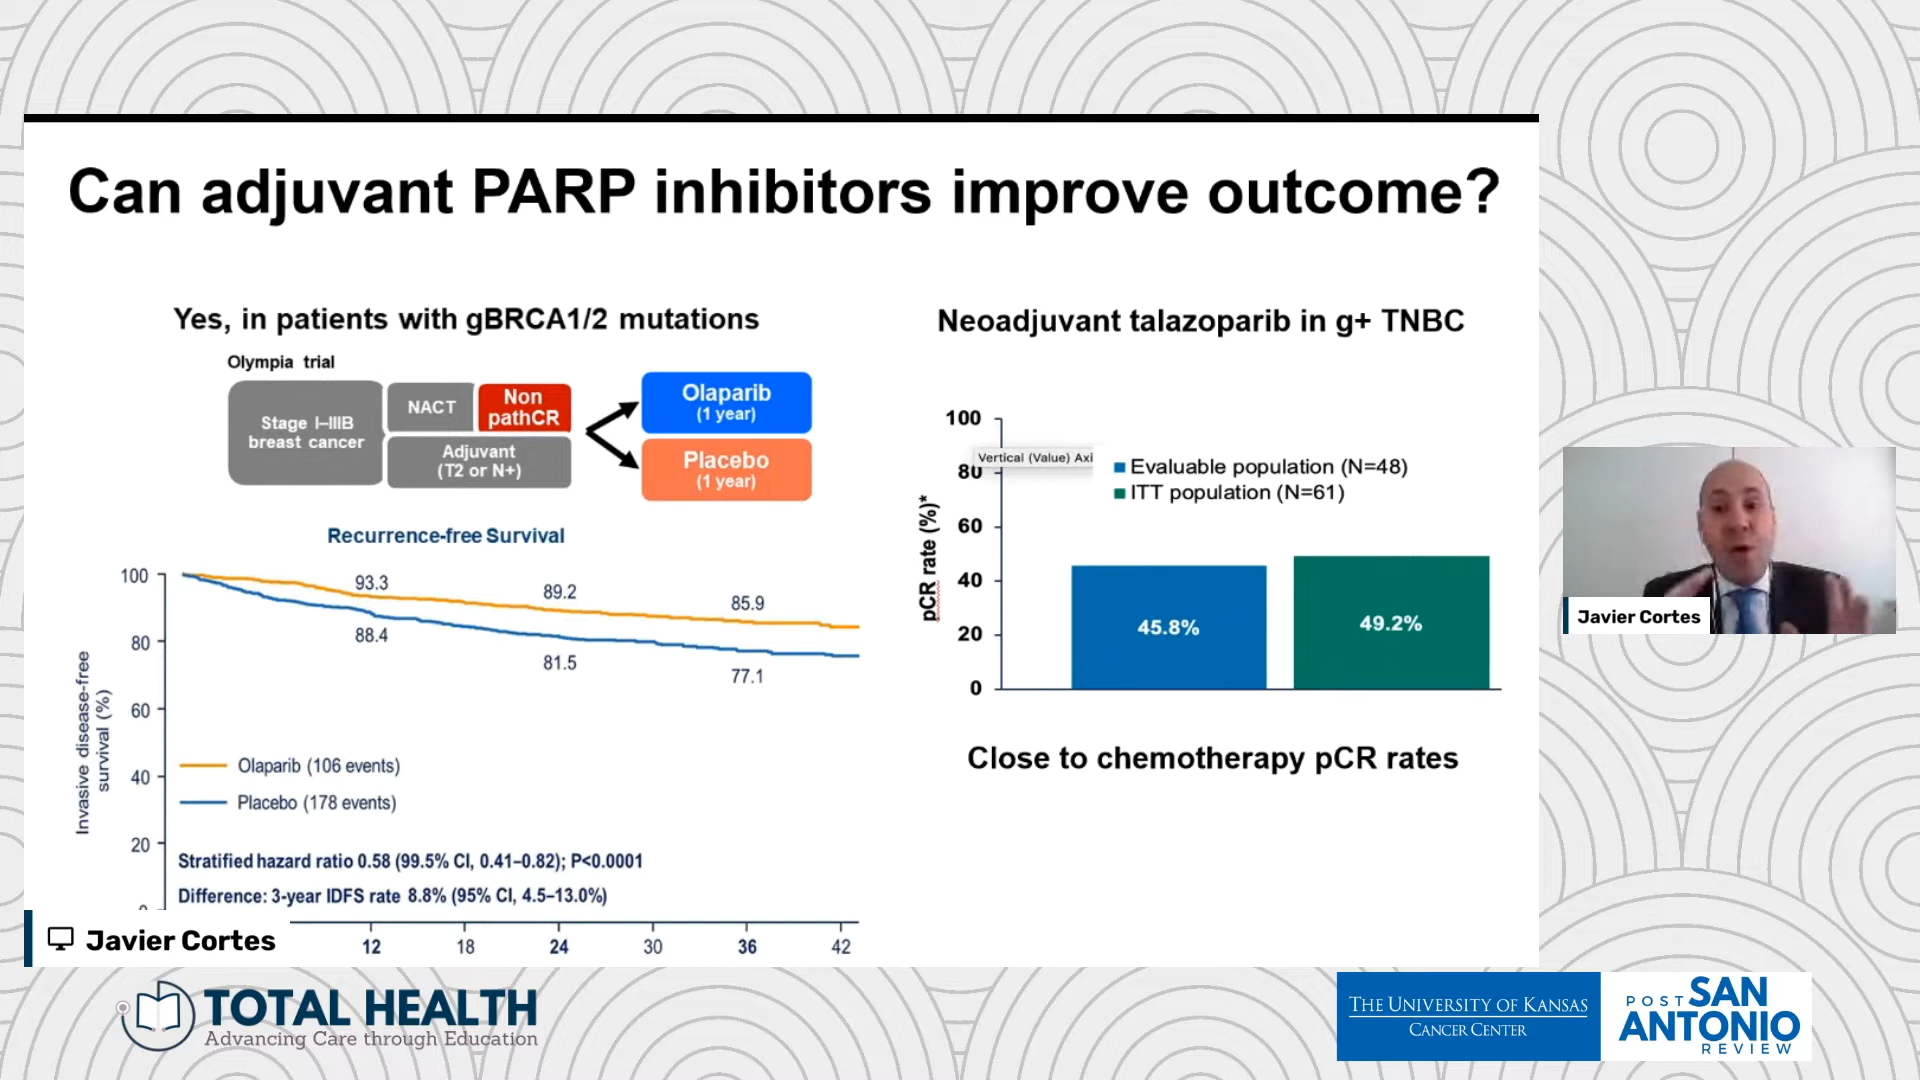 Can adjuvant PARP inhibitors improve outcome?
Yes, in patients with gBRCA1/2 mutations
Olympia trial
Stage I–IIIB
breast cancer
NACT
Non
pathCR
Adjuvant
(T2 or N+)
Olaparib
(1 year)
Placebo
(1 year)
Recurrence-free Survival
Invasive disease-free
survival (%)
100
80
60
40
20
0
93.3
89.2
85.9
88.4
81.5
77.1
Olaparib (106 events)
Placebo (178 events)
Stratified hazard ratio 0.58 (99.5% CI, 0.41–0.82); P<0.0001
Difference: 3-year IDFS rate 8.8% (95% CI, 4.5–13.0%)
12
18
24
30
36
42
Neoadjuvant talazoparib in g+ TNBC
pCR rate (%)*
100
80
60
40
20
0
Vertical (Value) Axi
Evaluable population (N=48)
ITT population (N=61)
45.8%
49.2%
Close to chemotherapy pCR rates
Javier Cortes
Javier Cortes
TOTAL HEALTH
Advancing Care through Education
THE UNIVERSITY OF KANSAS
CANCER CENTER
POST SAN
ANTONIO
REVIEW